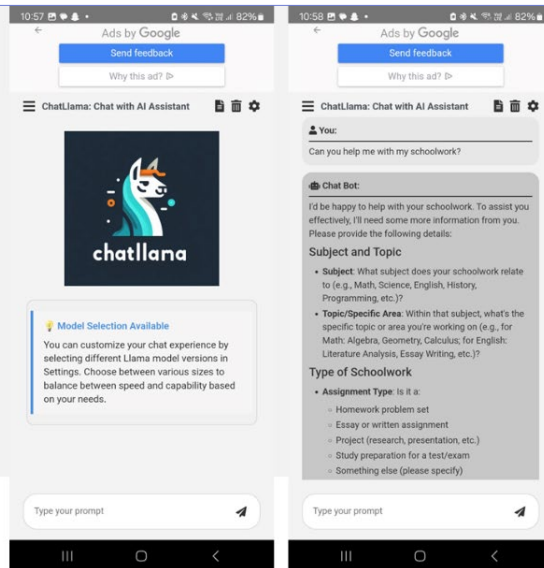 10:57
82%
Ads by Google
Send feedback
Why this ad?
ChatLlama: Chat with AI Assistant
chatllana
Model Selection Available
You can customize your chat experience by
selecting different Llama model versions in
Settings. Choose between various sizes to
balance between speed and capability based
on your needs.
Type your prompt
10:58
82%
Ads by Google
Send feedback
Why this ad?
ChatLlama: Chat with AI Assistant
You:
Can you help me with my schoolwork?
Chat Bot:
I'd be happy to help with your schoolwork. To assist you
effectively, I'll need some more information from you.
Please provide the following details:
Subject and Topic
• Subject: What subject does your schoolwork relate
to (e.g., Math, Science, English, History,
Programming, etc.)?
• Topic/Specific Area: Within that subject, what's the
specific topic or area you're working on (e.g., for
Math: Algebra, Geometry, Calculus; for English:
Literature Analysis, Essay Writing, etc.)?
Type of Schoolwork
• Assignment Type: Is it a:
◦ Homework problem set
◦ Essay or written assignment
◦ Project (research, presentation, etc.)
◦ Study preparation for a test/exam
◦ Something else (please specify)
Type your prompt